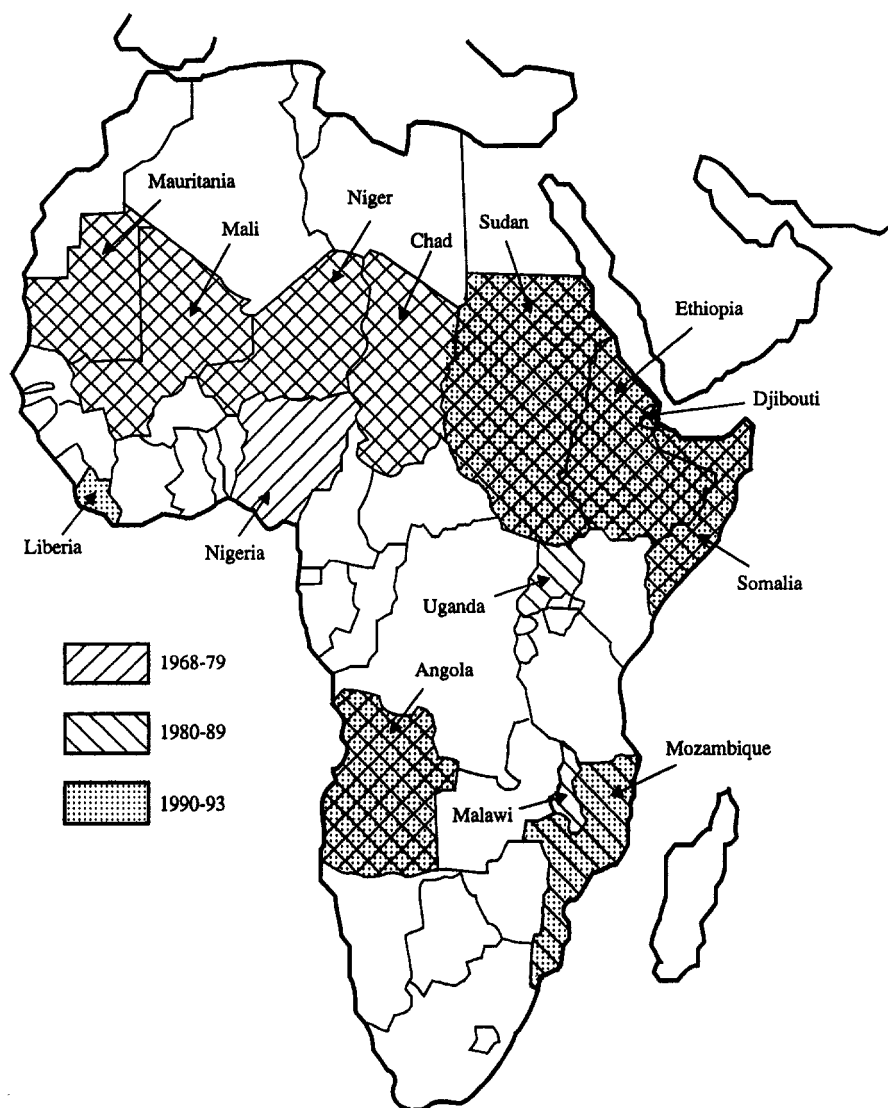 Mauritania
Niger
Mali
Chad
Sudan
Ethiopia
Djibouti
Liberia
Nigeria
Somalia
Uganda
1968-79
Angola
1980-89
Mozambique
1990-93
Malawi